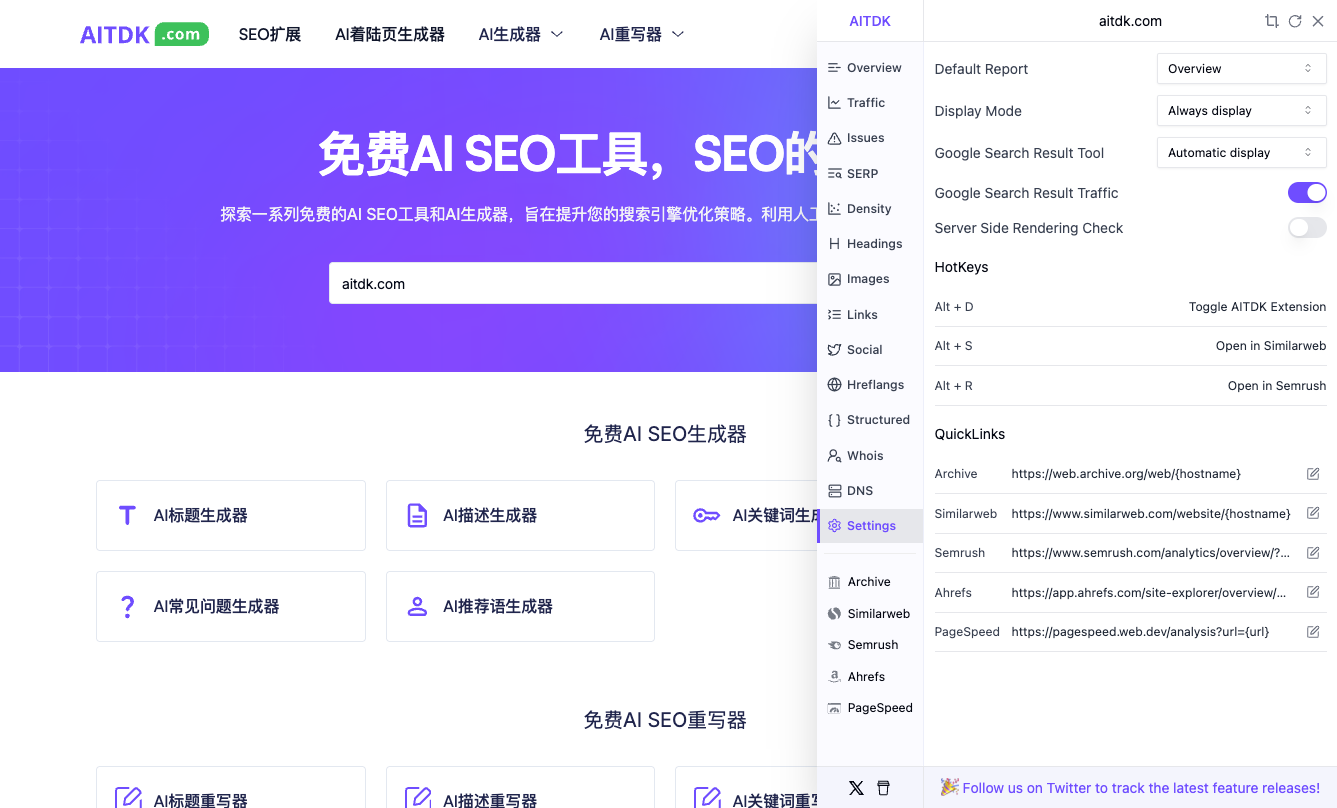 AITDK .com
SEO扩展
AI着陆页生成器
AI生成器
AI重写器
免费AI SEO工具，SEO的
探索一系列免费的AI SEO工具和AI生成器，旨在提升您的搜索引擎优化策略。利用人工
aitdk.com
免费AI SEO生成器
AI标题生成器
AI描述生成器
AI关键词生成
AI常见问题生成器
AI推荐语生成器
免费AI SEO重写器
AI标题重写器
AI描述重写器
AI关键词重写
AITDK
aitdk.com
Overview
Traffic
Issues
SERP
Density
Headings
Images
Links
Social
Hreflangs
Structured
Whois
DNS
Settings
Archive
Similarweb
Semrush
Ahrefs
PageSpeed
Default Report
Overview
Display Mode
Always display
Google Search Result Tool
Automatic display
Google Search Result Traffic
Server Side Rendering Check
HotKeys
Alt + D
Toggle AITDK Extension
Alt + S
Open in Similarweb
Alt + R
Open in Semrush
QuickLinks
Archive
https://web.archive.org/web/{hostname}
Similarweb
https://www.similarweb.com/website/{hostname}
Semrush
https://www.semrush.com/analytics/overview/?...
Ahrefs
https://app.ahrefs.com/site-explorer/overview/...
PageSpeed
https://pagespeed.web.dev/analysis?url={url}
🎉 Follow us on Twitter to track the latest feature releases!